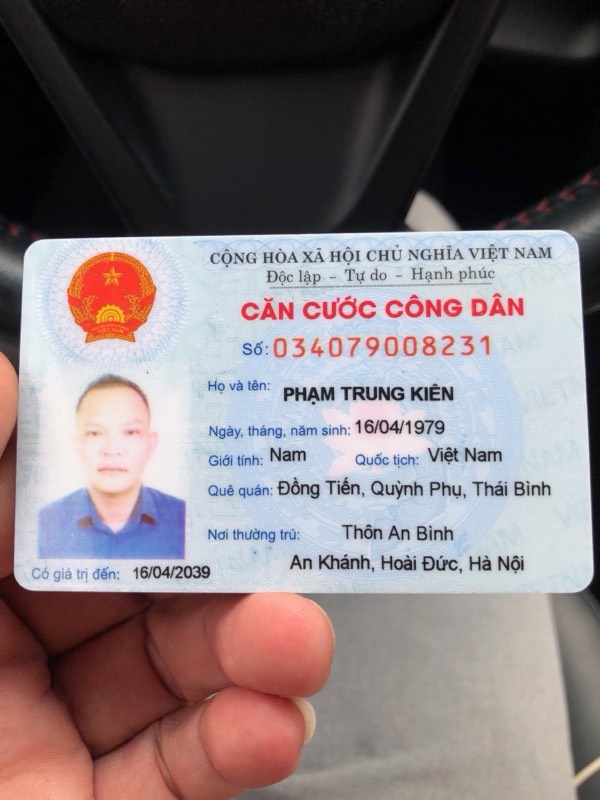 CỘNG HÒA XÃ HỘI CHỦ NGHĨA VIỆT NAM
Độc lập - Tự do - Hạnh phúc
CĂN CƯỚC CÔNG DÂN
Số: 034079008231
Họ và tên: PHẠM TRUNG KIÊN
Ngày, tháng, năm sinh: 16/04/1979
Giới tính: Nam Quốc tịch: Việt Nam
Quê quán: Đồng Tiến, Quỳnh Phụ, Thái Bình
Nơi thường trú: Thôn An Bình
An Khánh, Hoài Đức, Hà Nội
Có giá trị đến: 16/04/2039